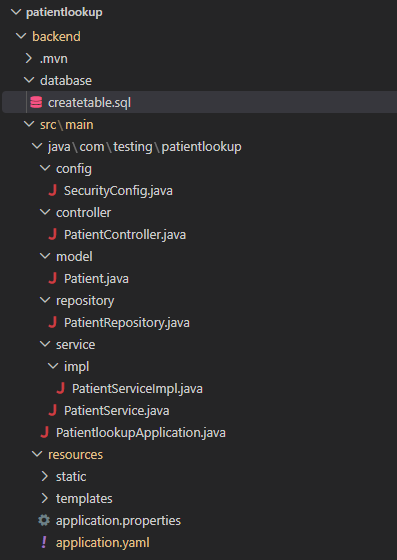 patientlookup
backend
.mvn
database
createtable.sql
src\main
java\com\testing\patientlookup
config
SecurityConfig.java
controller
PatientController.java
model
Patient.java
repository
PatientRepository.java
service
impl
PatientServiceImpl.java
PatientService.java
PatientlookupApplication.java
resources
static
templates
application.properties
application.yaml